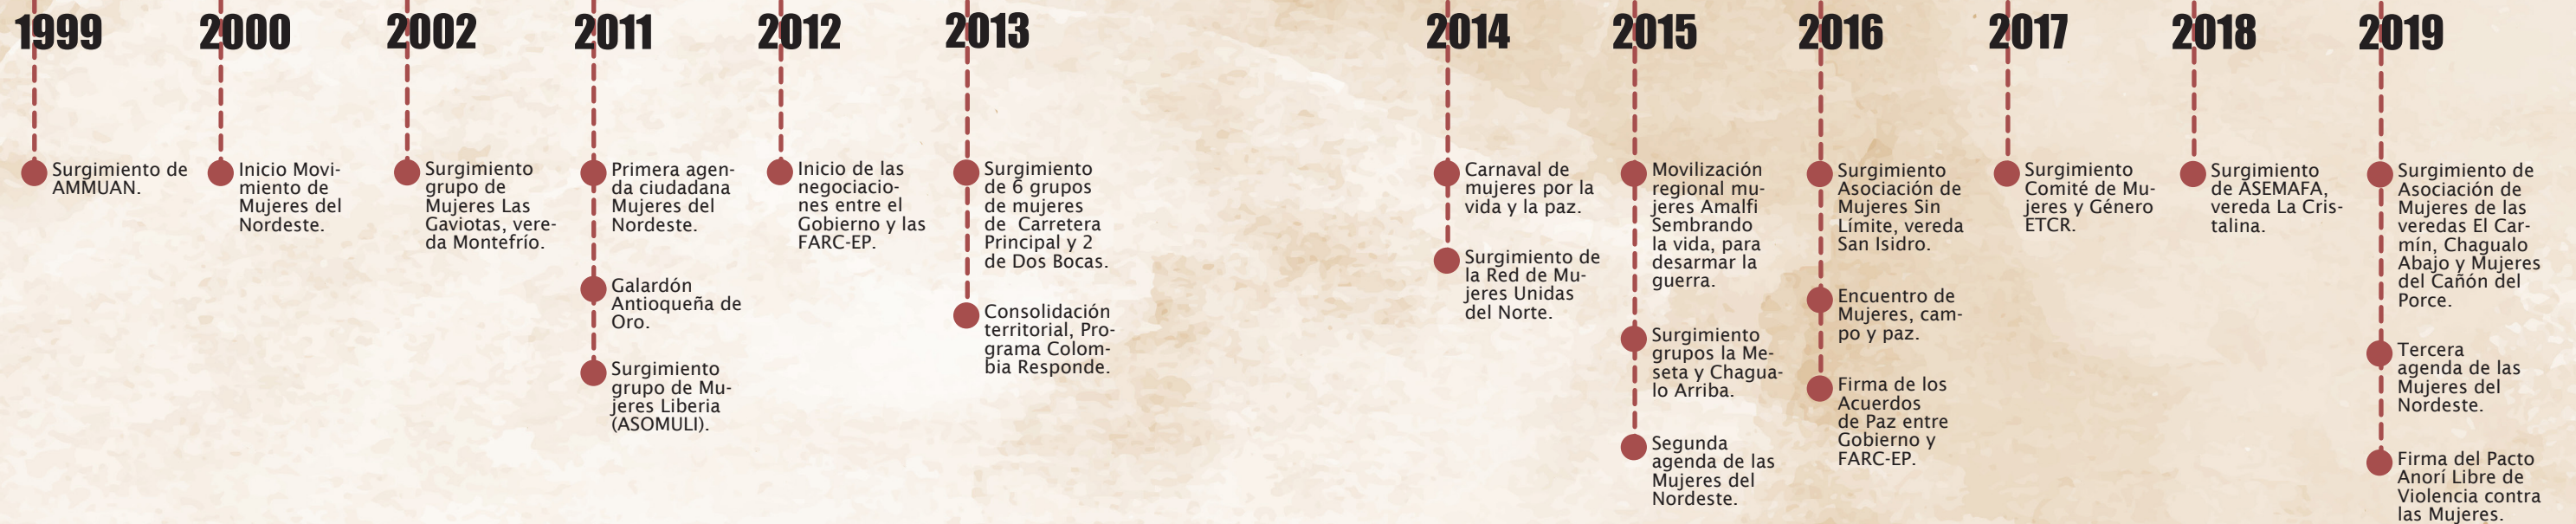 1999
Surgimiento de
AMMUAN.
2000
Inicio Movi-
miento de
Mujeres del
Nordeste.
2002
Surgimiento
grupo de
Mujeres Las
Gaviotas, vere-
da Montefrío.
2011
Primera agen-
da ciudadana
Mujeres del
Nordeste.
Galardón
Antioqueña de
Oro.
Surgimiento
grupo de Mu-
jeres Liberia
(ASOMULI).
2012
Inicio de las
negociacio-
nes entre el
Gobierno y las
FARC-EP.
2013
Surgimiento
de 6 grupos
de mujeres
de Carretera
Principal y 2
de Dos Bocas.
Consolidación
territorial, Pro-
grama Colom-
bia Responde.
2014
Carnaval de
mujeres por la
vida y la paz.
Surgimiento de
la Red de Mu-
jeres Unidas
del Norte.
2015
Movilización
regional mu-
jeres Amalfi
Sembrando
la vida, para
desarmar la
guerra.
Surgimiento
grupos la Me-
seta y Chagua-
lo Arriba.
Segunda
agenda de las
Mujeres del
Nordeste.
2016
Surgimiento
Asociación de
Mujeres Sin
Límite, vereda
San Isidro.
Encuentro de
Mujeres, cam-
po y paz.
Firma de los
Acuerdos
de Paz entre
Gobierno y
FARC-EP.
2017
Surgimiento
Comité de Mu-
jeres y Género
ETCR.
2018
Surgimiento
de ASEMAFA,
vereda La Cris-
talina.
2019
Surgimiento de
Asociación de
Mujeres de las
veredas El Car-
mín, Chagualo
Abajo y Mujeres
del Cañón del
Porce.
Tercera
agenda de las
Mujeres del
Nordeste.
Firma del Pacto
Anorí Libre de
Violencia contra
las Mujeres.